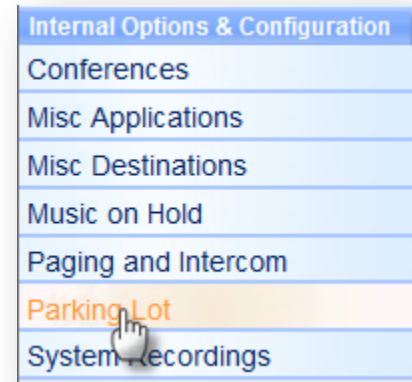 Internal Options & Configuration
Conferences
Misc Applications
Misc Destinations
Music on Hold
Paging and Intercom
Parking Lot
System Recordings